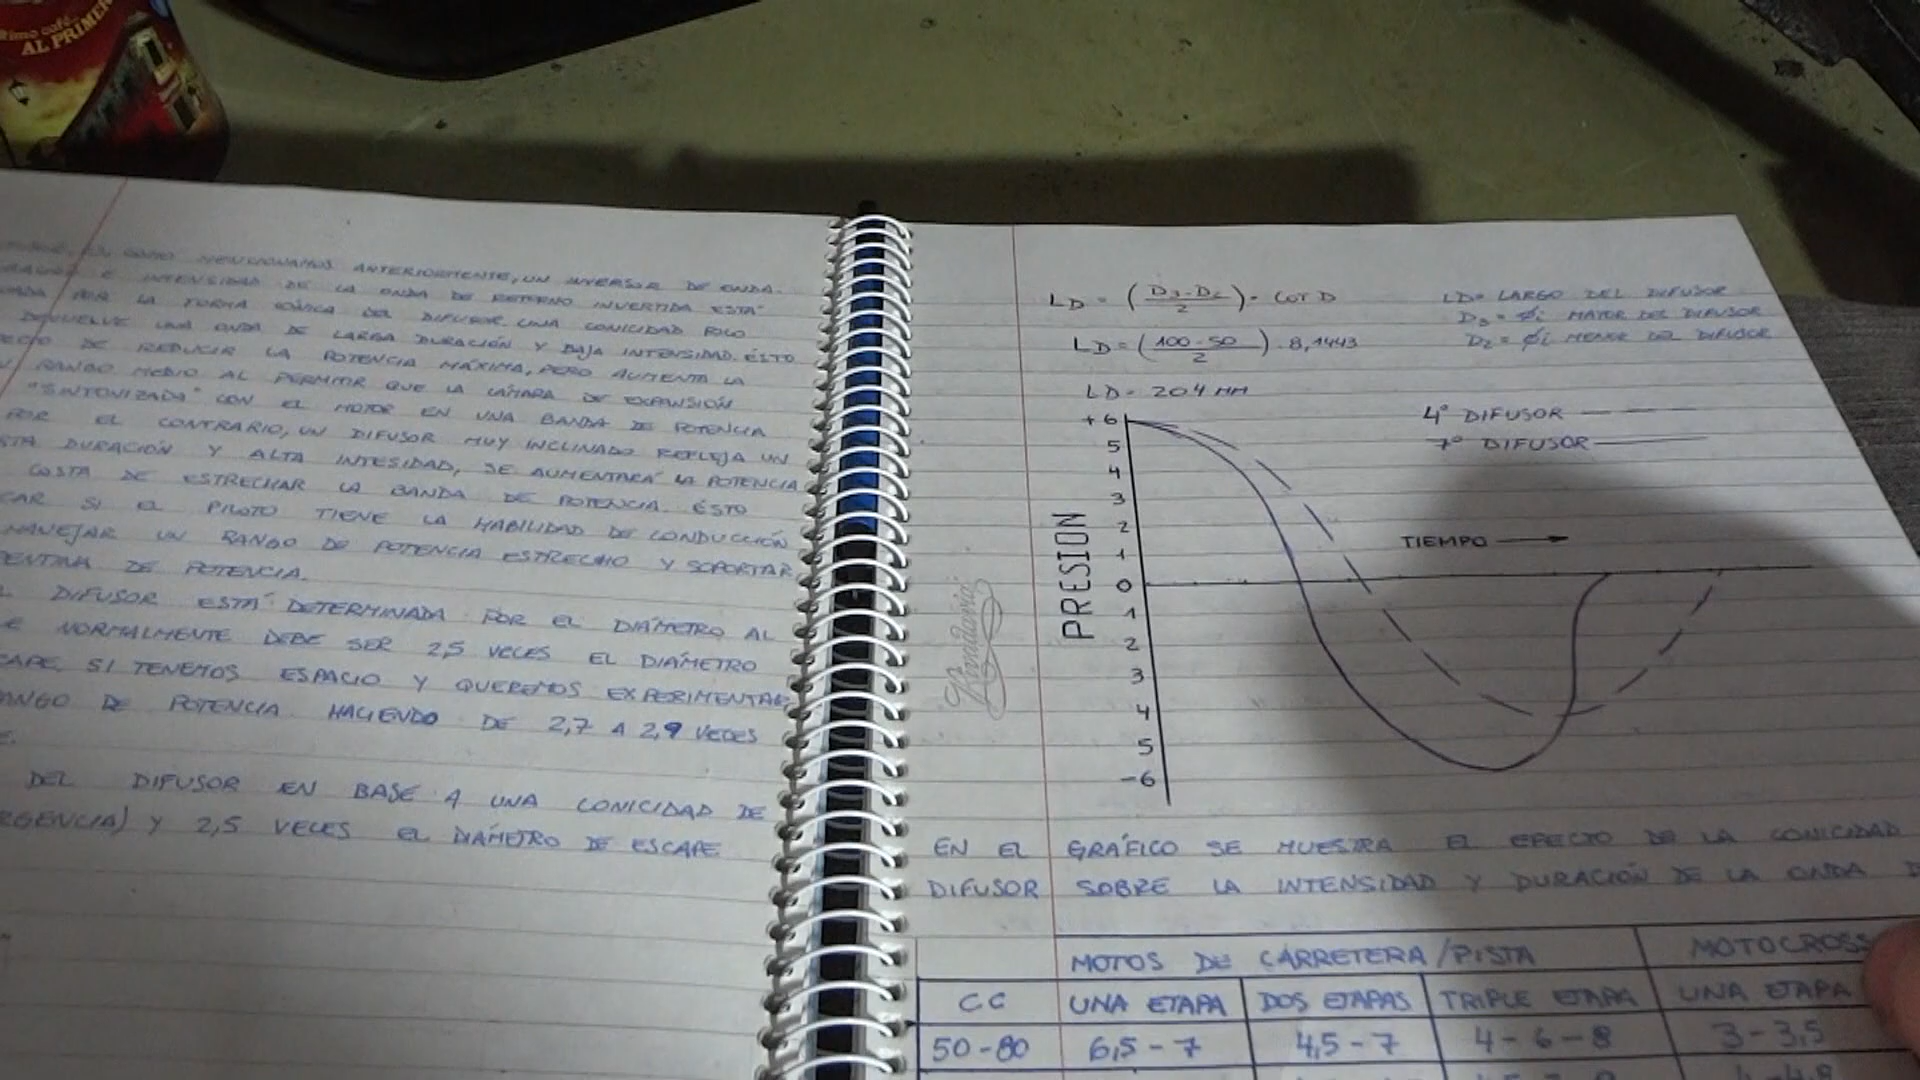 AL PRIMER
COMO MENCIONAMOS ANTERIORMENTE, UN INVERSOR DE ONDA.
E INTENSIDAD DE LA ONDA DE RETORNO INVERTIDA ESTÁ
POR LA FORMA CÓNICA DEL DIFUSOR. UNA CONICIDAD POCO
DEVUELVE UNA ONDA DE LARGA DURACIÓN Y BAJA INTENSIDAD. ÉSTO
DE REDUCIR LA POTENCIA MÁXIMA, PERO AUMENTA LA
RANGO MEDIO AL PERMITIR QUE LA CÁMARA DE EXPANSIÓN
"SINTONIZADA" CON EL MOTOR EN UNA BANDA DE POTENCIA
POR EL CONTRARIO, UN DIFUSOR MUY INCLINADO REFLEJA UN
DURACIÓN Y ALTA INTESIDAD, SE AUMENTARÁ LA POTENCIA
COSTA DE ESTRECHAR LA BANDA DE POTENCIA. ÉSTO
CAR SI EL PILOTO TIENE LA HABILIDAD DE CONDUCCIÓN
MANEJAR UN RANGO DE POTENCIA ESTRECHO Y SOPORTAR
ENTINA DE POTENCIA.
DIFUSOR ESTÁ DETERMINADA POR EL DIÁMETRO AL
E NORMALMENTE DEBE SER 2,5 VECES EL DIÁMETRO
CAPE. SI TENEMOS ESPACIO Y QUEREMOS EXPERIMENTAR
ANGO DE POTENCIA HACIENDO DE 2,7 A 2,9 VECES
DEL DIFUSOR EN BASE A UNA CONICIDAD DE
RGENCIA) Y 2,5 VECES EL DIÁMETRO DE ESCAPE.
LD = (D3-D2/2) · COT D
LD = (100-50/2) · 8,1443
LD = 204 MM
LD = LARGO DEL DIFUSOR
D3 = Øi MAYOR DEL DIFUSOR
D2 = Øi MENOR DEL DIFUSOR
4° DIFUSOR
7° DIFUSOR
PRESION
+6
5
4
3
2
1
0
1
2
3
4
5
-6
TIEMPO
EN EL GRÁFICO SE MUESTRA EL EFECTO DE LA CONICIDAD
DIFUSOR SOBRE LA INTENSIDAD Y DURACIÓN DE LA ONDA D
MOTOS DE CARRETERA/PISTA MOTOCROSS
CC UNA ETAPA DOS ETAPAS TRIPLE ETAPA UNA ETAPA
50-80 6,5-7 4,5-7 4-6-8 3-3,5
Rivadavia